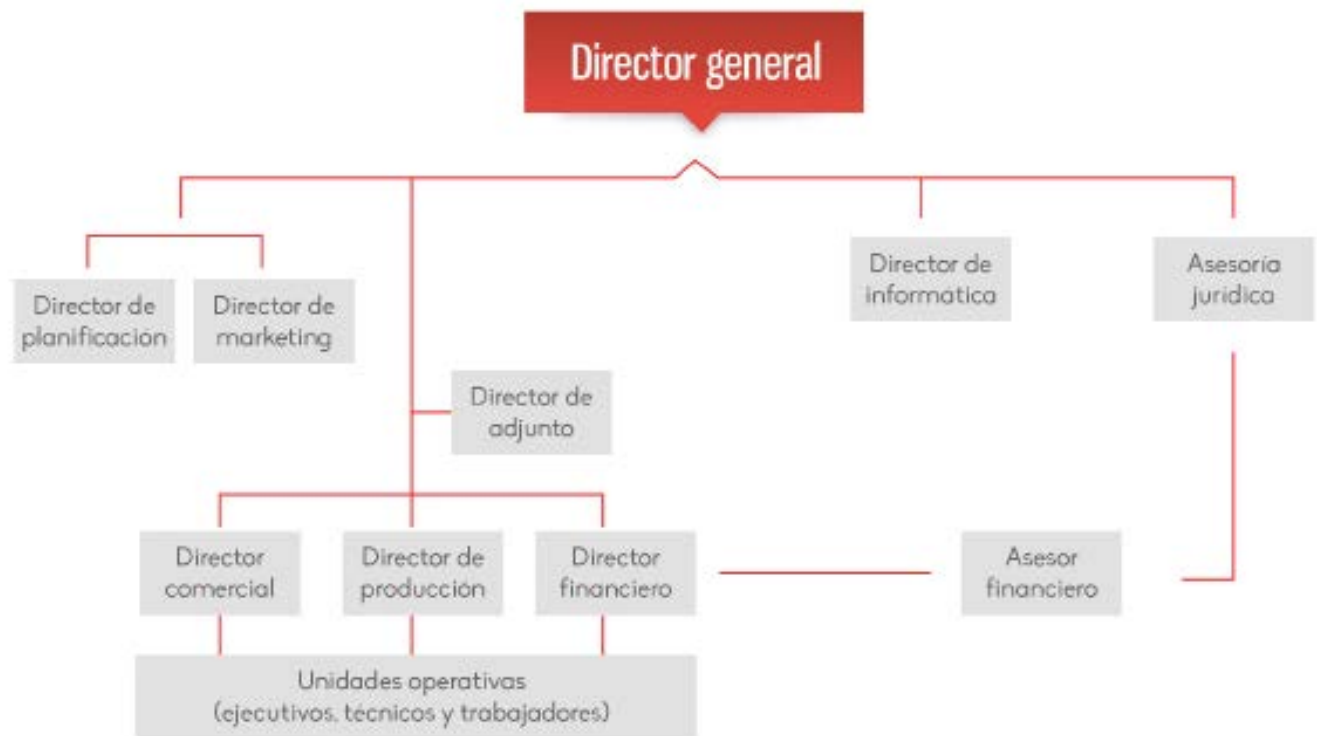 Director general
Director de
informatica
Asesoría
jurídica
Director de
planificación
Director de
marketing
Director de
adjunto
Director
comercial
Director de
producción
Director
financiero
Asesor
financiero
Unidades operativas
(ejecutivos, técnicos y trabajadores)